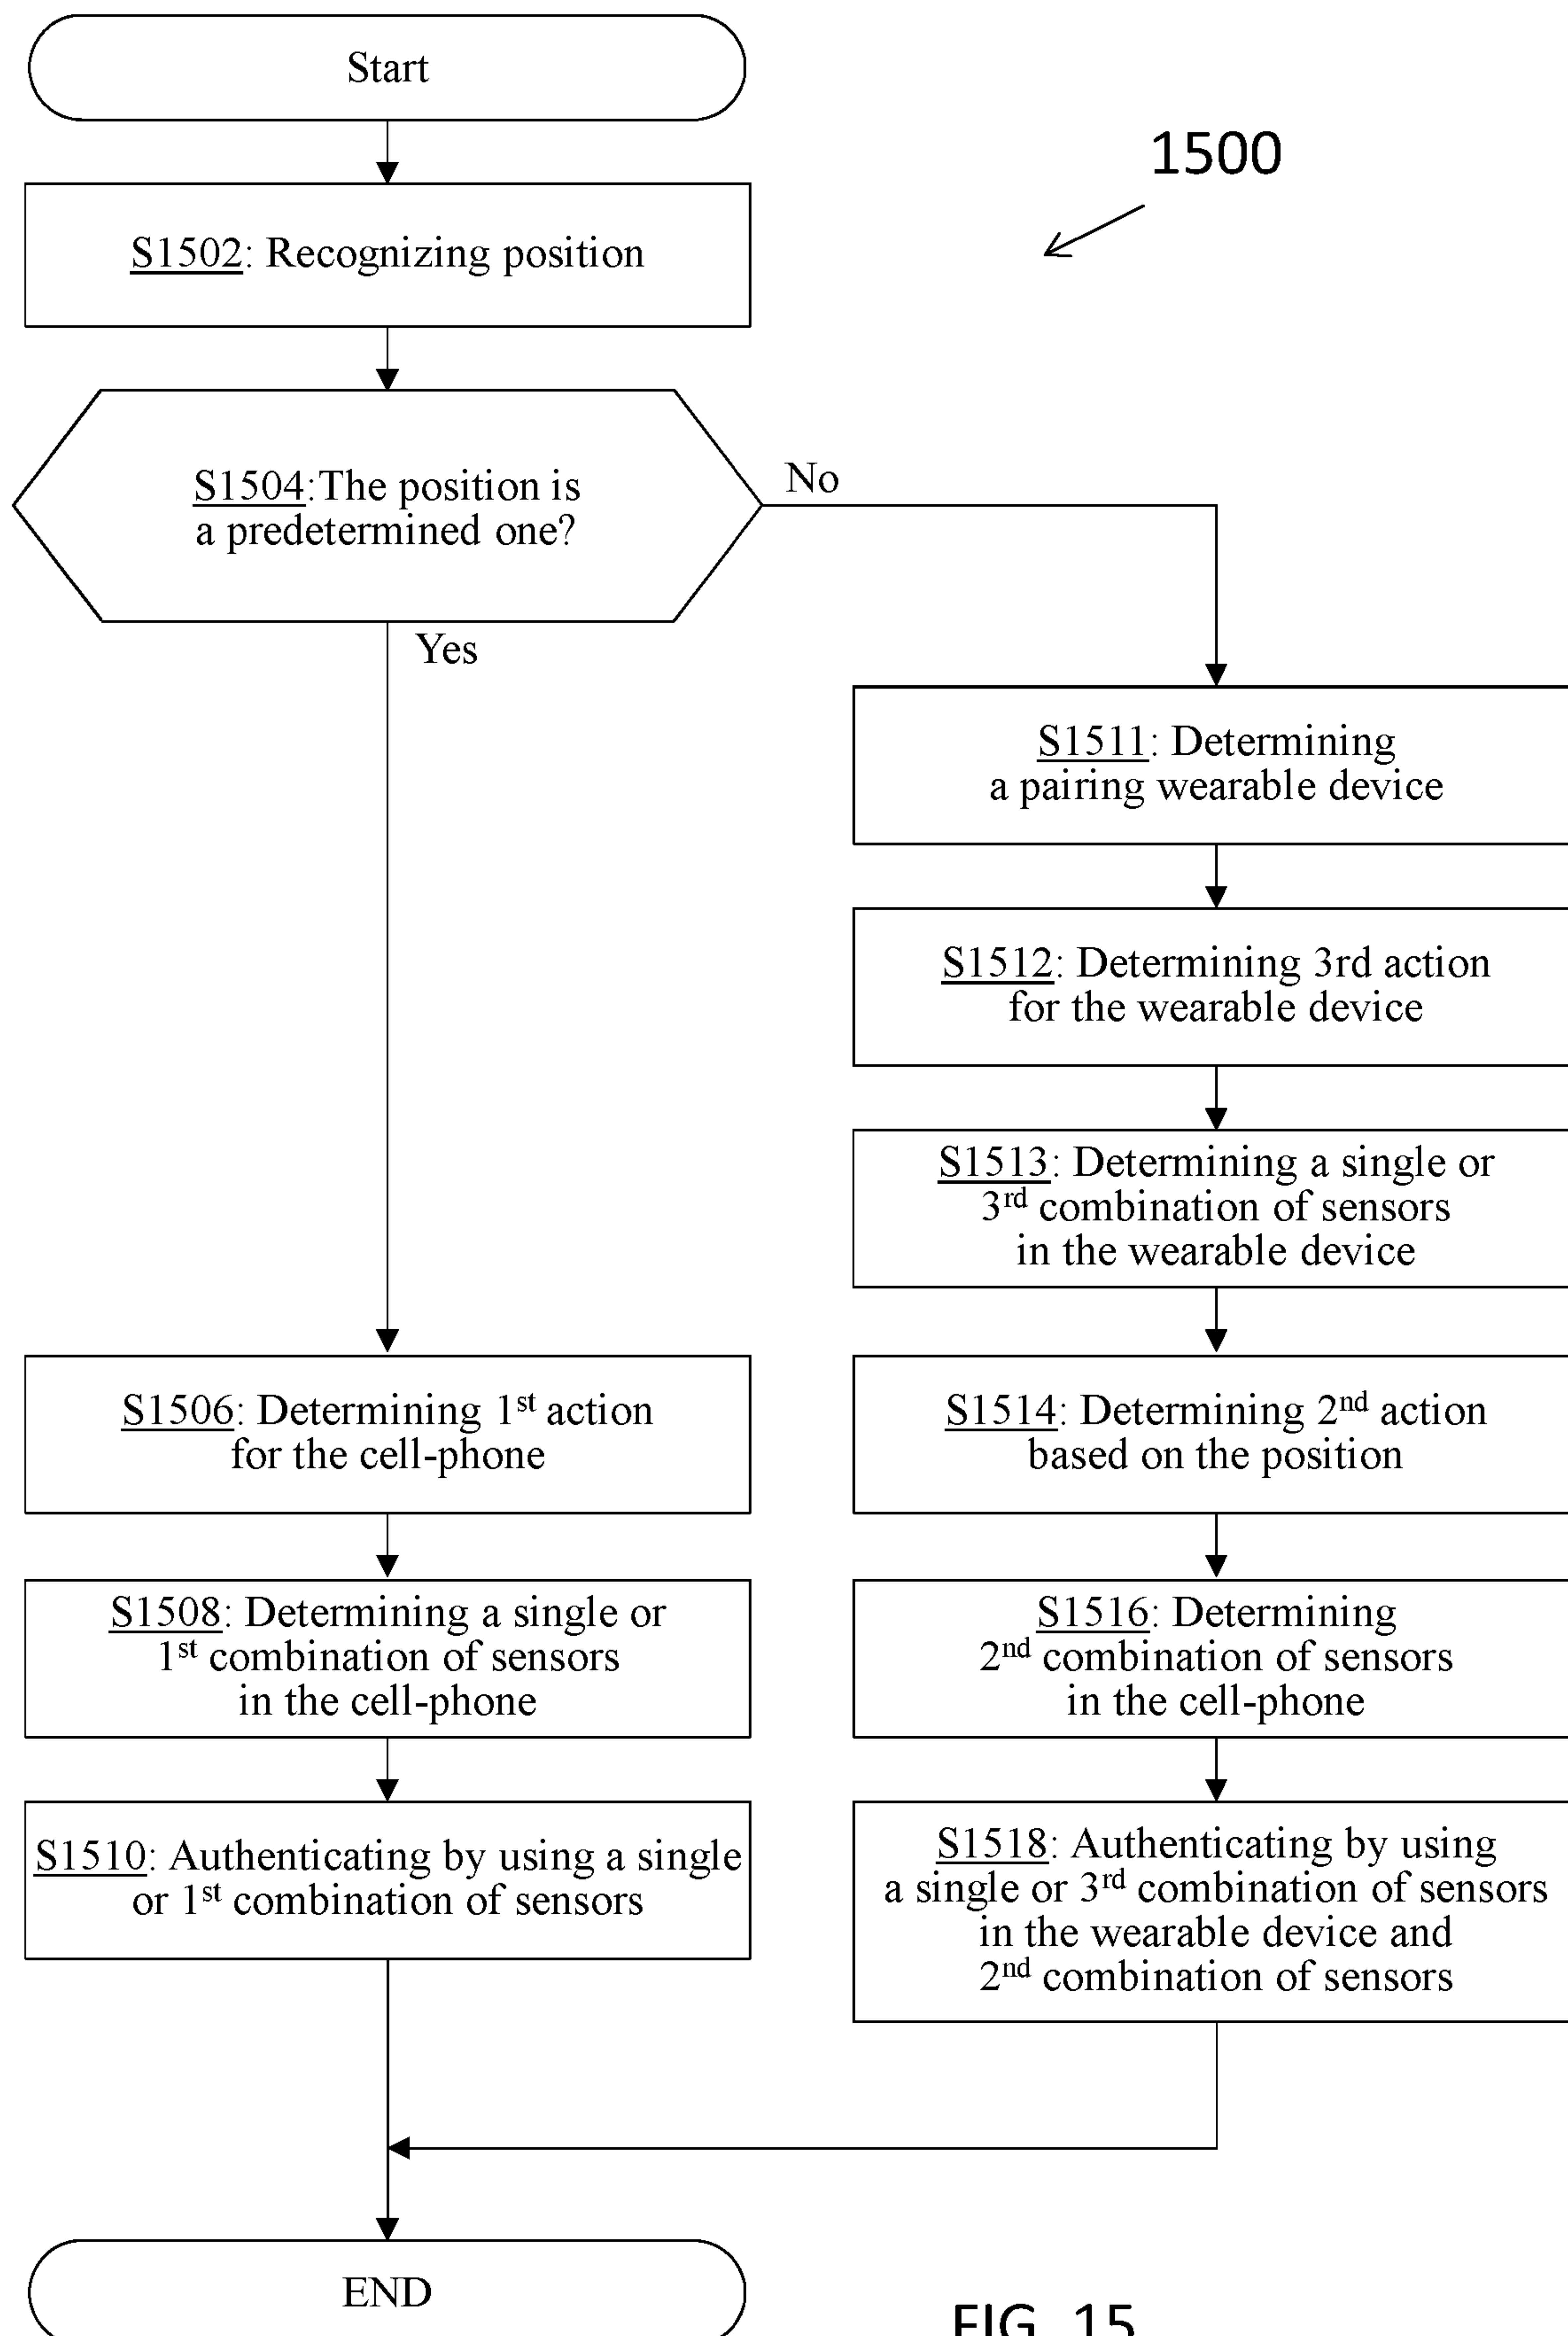 Start
1500
S1502: Recognizing position
S1504:The position is
a predetermined one?
No
Yes
S1511: Determining
a pairing wearable device
S1512: Determining 3rd action
for the wearable device
S1513: Determining a single or
3rd combination of sensors
in the wearable device
S1506: Determining 1st action
for the cell-phone
S1514: Determining 2nd action
based on the position
S1508: Determining a single or
1st combination of sensors
in the cell-phone
S1516: Determining
2nd combination of sensors
in the cell-phone
S1510: Authenticating by using a single
or 1st combination of sensors
S1518: Authenticating by using
a single or 3rd combination of sensors
in the wearable device and
2nd combination of sensors
END
FIG. 15